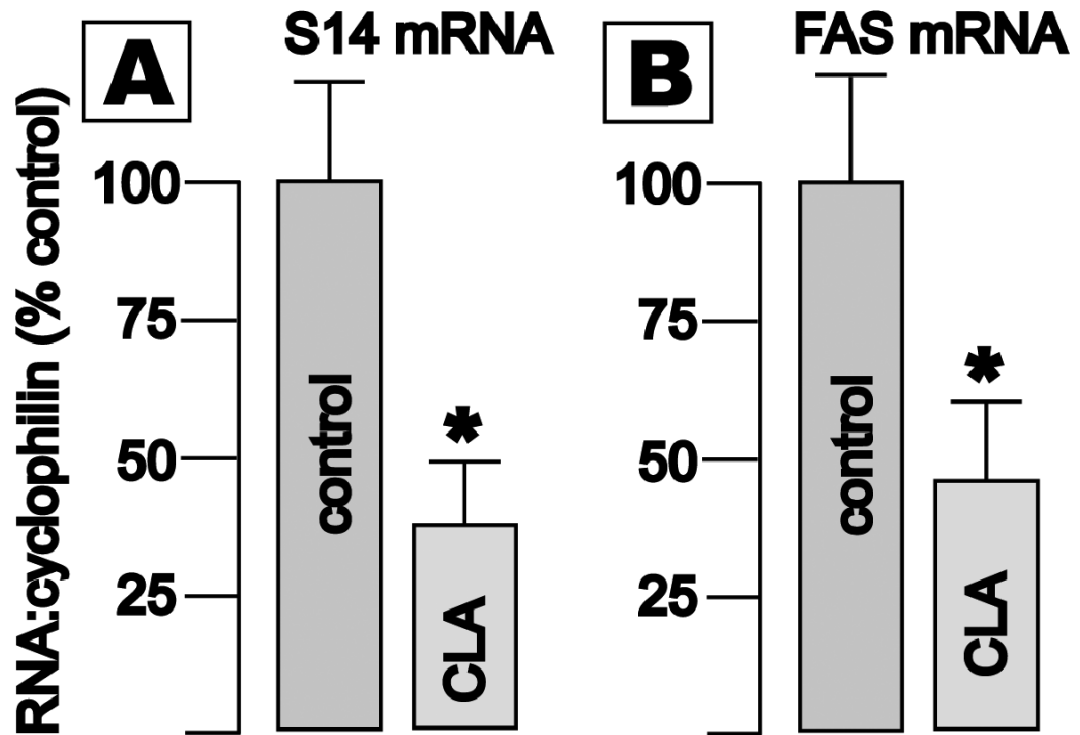 A
S14 mRNA
RNA:cyclophilin (% control)
100
75
50
25
control
*
CLA
B
FAS mRNA
100
75
50
25
control
*
CLA